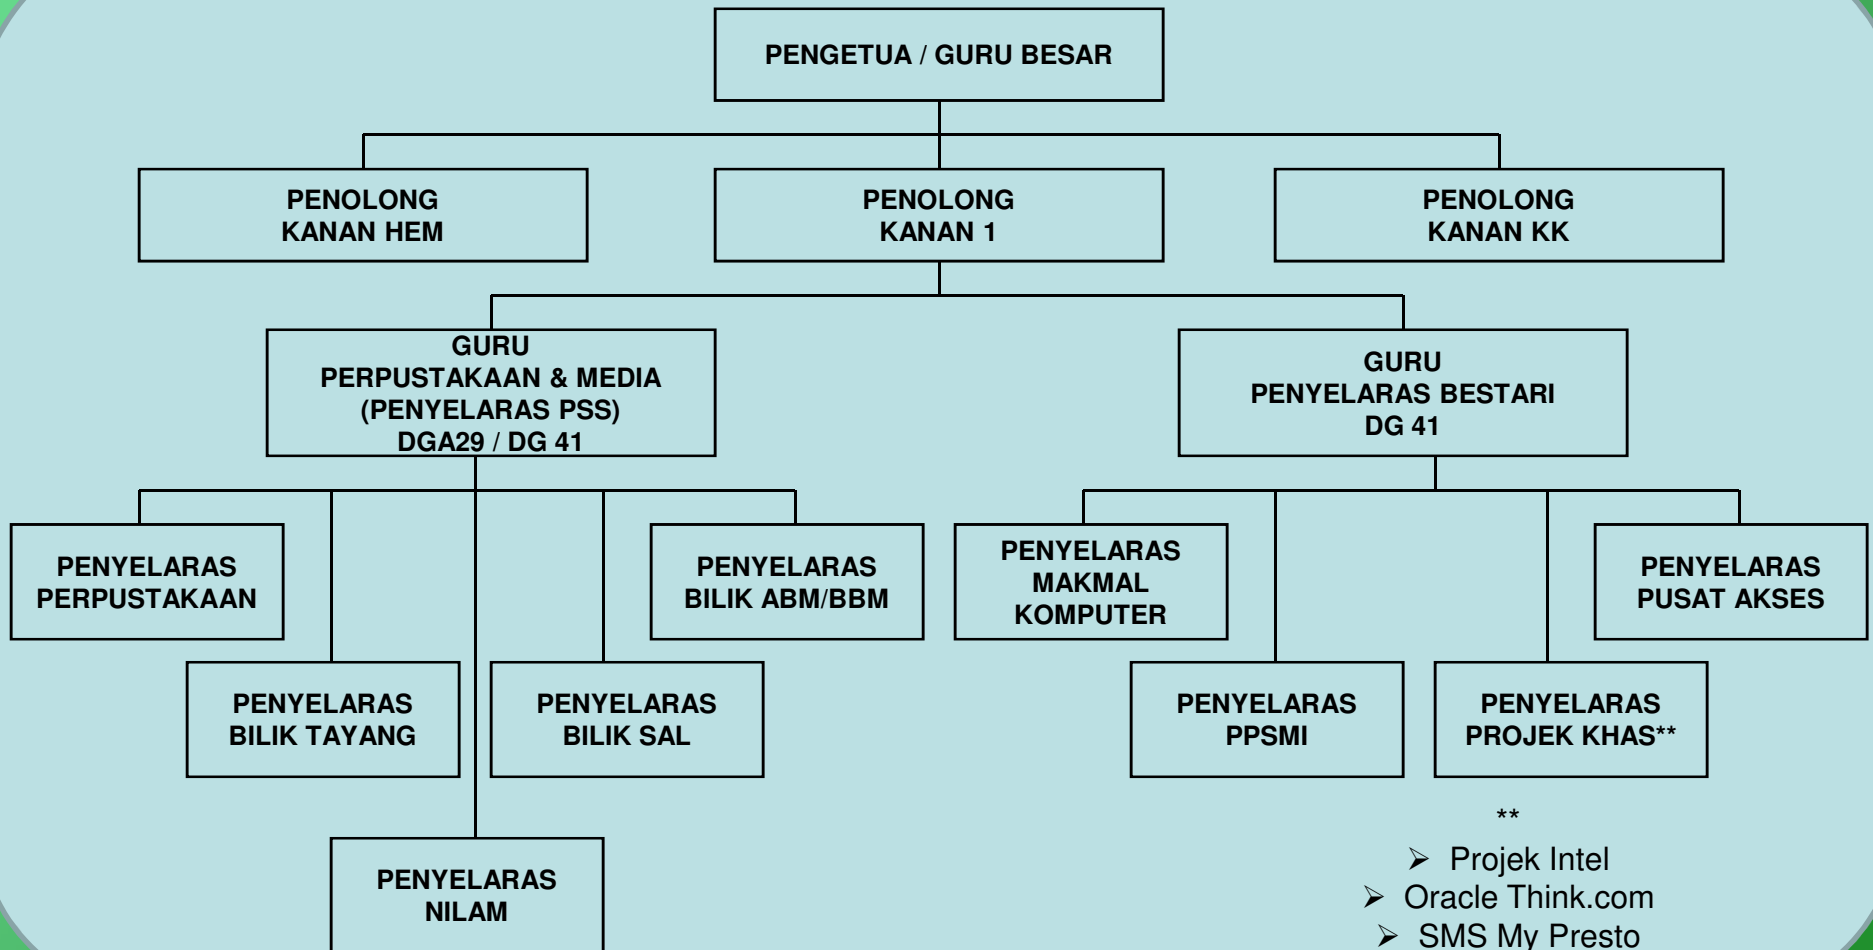 PENGETUA / GURU BESAR
PENOLONG
KANAN HEM
PENOLONG
KANAN 1
PENOLONG
KANAN KK
GURU
PERPUSTAKAAN & MEDIA
(PENYELARAS PSS)
DGA29 / DG 41
GURU
PENYELARAS BESTARI
DG 41
PENYELARAS
PERPUSTAKAAN
PENYELARAS
BILIK ABM/BBM
PENYELARAS
MAKMAL
KOMPUTER
PENYELARAS
PUSAT AKSES
PENYELARAS
BILIK TAYANG
PENYELARAS
BILIK SAL
PENYELARAS
PPSMI
PENYELARAS
PROJEK KHAS**
PENYELARAS
NILAM
**
➢ Projek Intel
➢ Oracle Think.com
➢ SMS My Presto